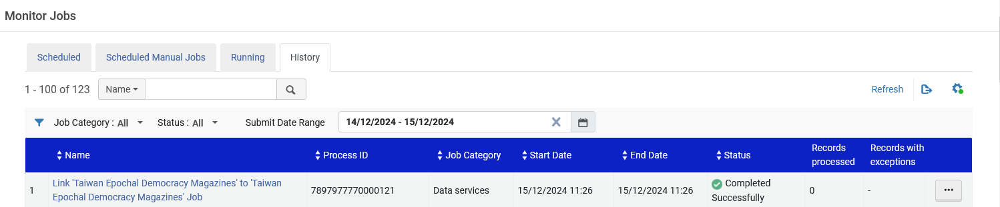 Monitor Jobs
Scheduled Scheduled Manual Jobs Running History
1 - 100 of 123 Name Refresh
Job Category : All Status : All Submit Date Range 14/12/2024 - 15/12/2024
Name Process ID Job Category Start Date End Date Status Records processed Records with exceptions
1 Link 'Taiwan Epochal Democracy Magazines' to 'Taiwan Epochal Democracy Magazines' Job 7897977770000121 Data services 15/12/2024 11:26 15/12/2024 11:26 Completed Successfully 0 -